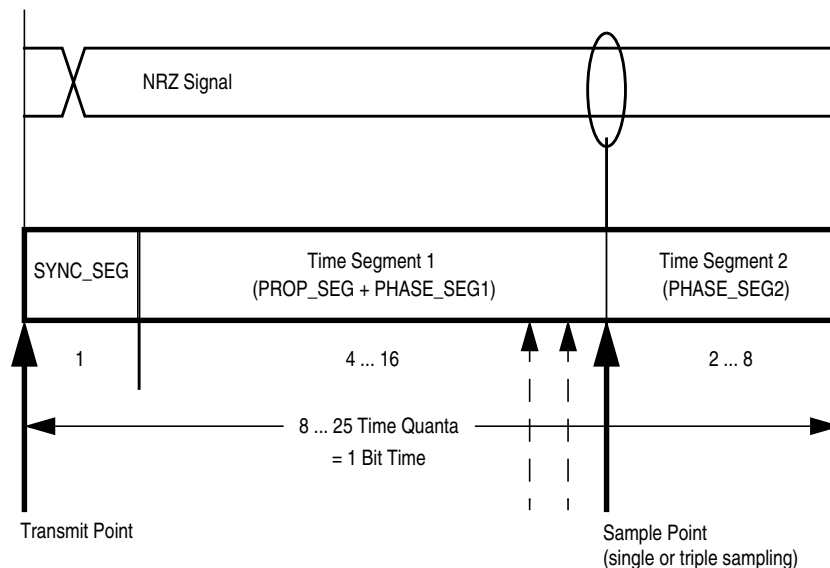 NRZ Signal
SYNC_SEG
Time Segment 1
(PROP_SEG + PHASE_SEG1)
Time Segment 2
(PHASE_SEG2)
1
4 ... 16
2 ... 8
8 ... 25 Time Quanta
= 1 Bit Time
Transmit Point
Sample Point
(single or triple sampling)